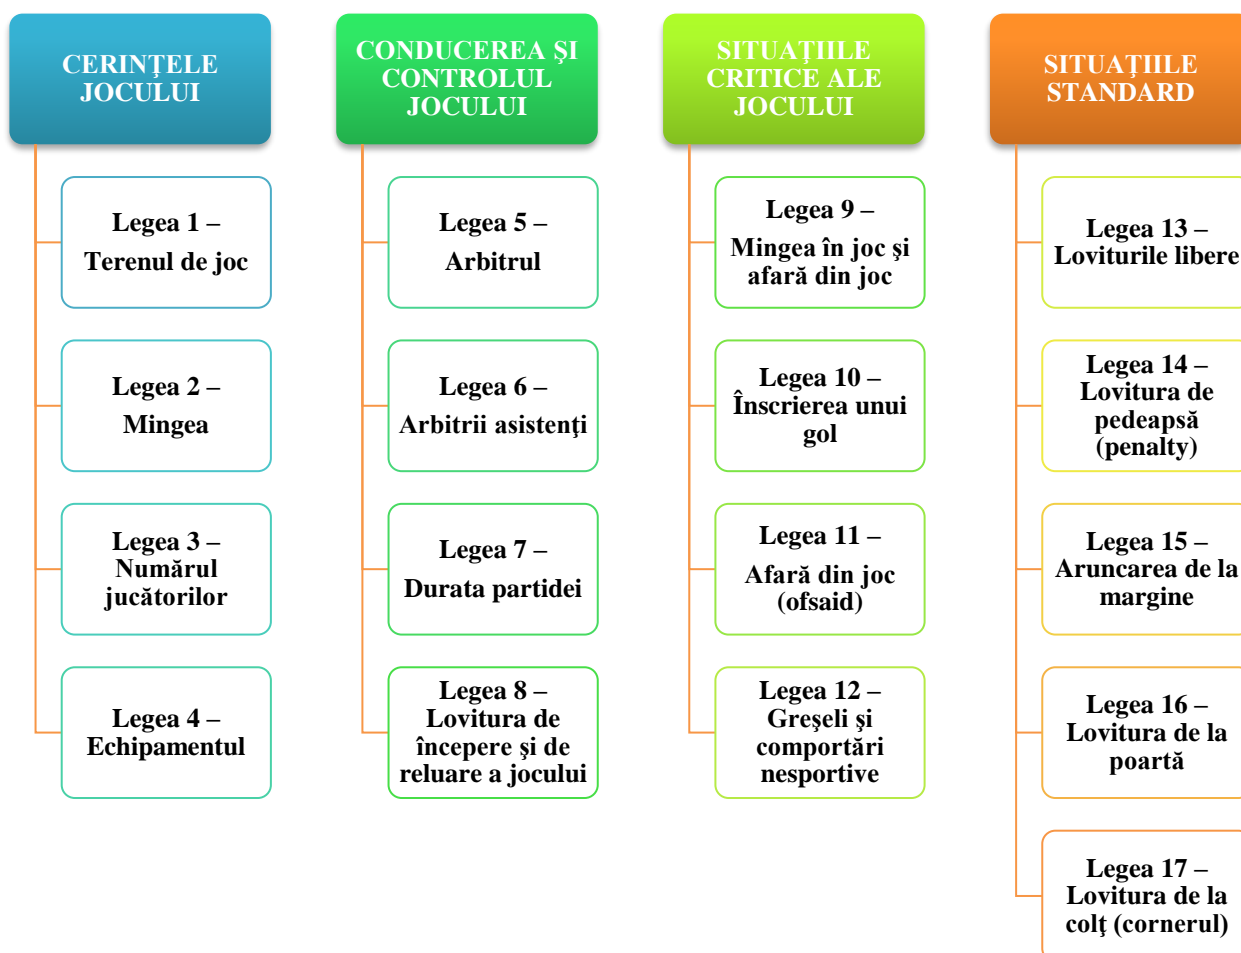 CERINŢELE
JOCULUI
Legea 1 –
Terenul de joc
Legea 2 –
Mingea
Legea 3 –
Numărul
jucătorilor
Legea 4 –
Echipamentul
CONDUCEREA ŞI
CONTROLUL
JOCULUI
Legea 5 –
Arbitrul
Legea 6 –
Arbitrii asistenţi
Legea 7 –
Durata partidei
Legea 8 –
Lovitura de
începere şi de
reluare a jocului
SITUAŢIILE
CRITICE ALE
JOCULUI
Legea 9 –
Mingea în joc şi
afară din joc
Legea 10 –
Înscrierea unui
gol
Legea 11 –
Afară din joc
(ofsaid)
Legea 12 –
Greşeli şi
comportări
nesportive
SITUAŢIILE
STANDARD
Legea 13 –
Loviturile libere
Legea 14 –
Lovitura de
pedeapsă
(penalty)
Legea 15 –
Aruncarea de la
margine
Legea 16 –
Lovitura de la
poartă
Legea 17 –
Lovitura de la
colţ (cornerul)